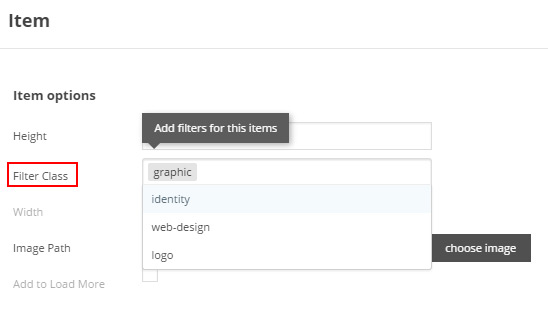 Item
Item options
Add filters for this items
Height
Filter Class
graphic
identity
Width
web-design
Image Path
choose image
logo
Add to Load More